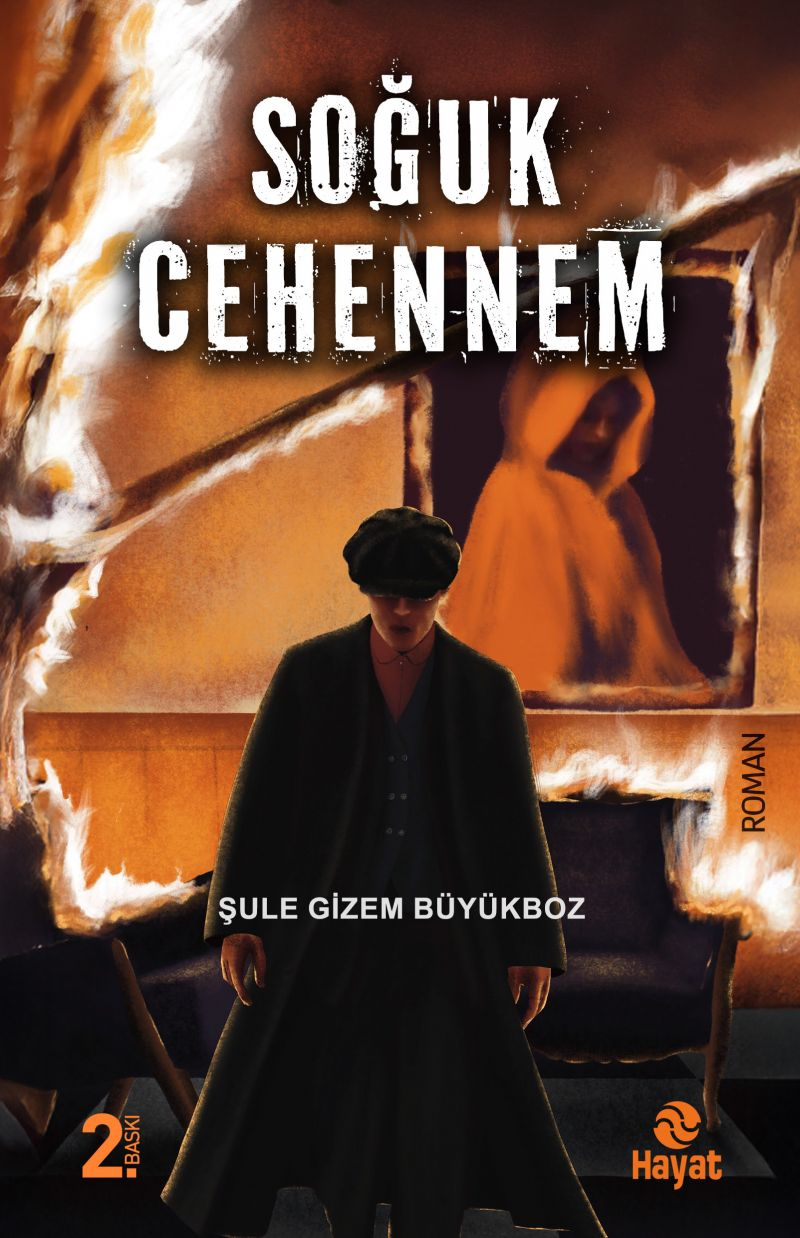 SOĞUK
CEHENNEM
ROMAN
ŞULE GİZEM BÜYÜKBOZ
2.
BASKI
Hayat